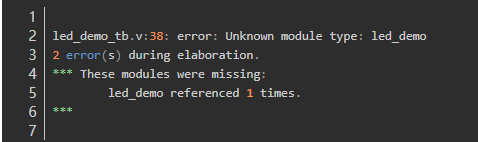 1
2 led_demo_tb.v:38: error: Unknown module type: led_demo
3 2 error(s) during elaboration.
4 *** These modules were missing:
5         led_demo referenced 1 times.
6 ***
7